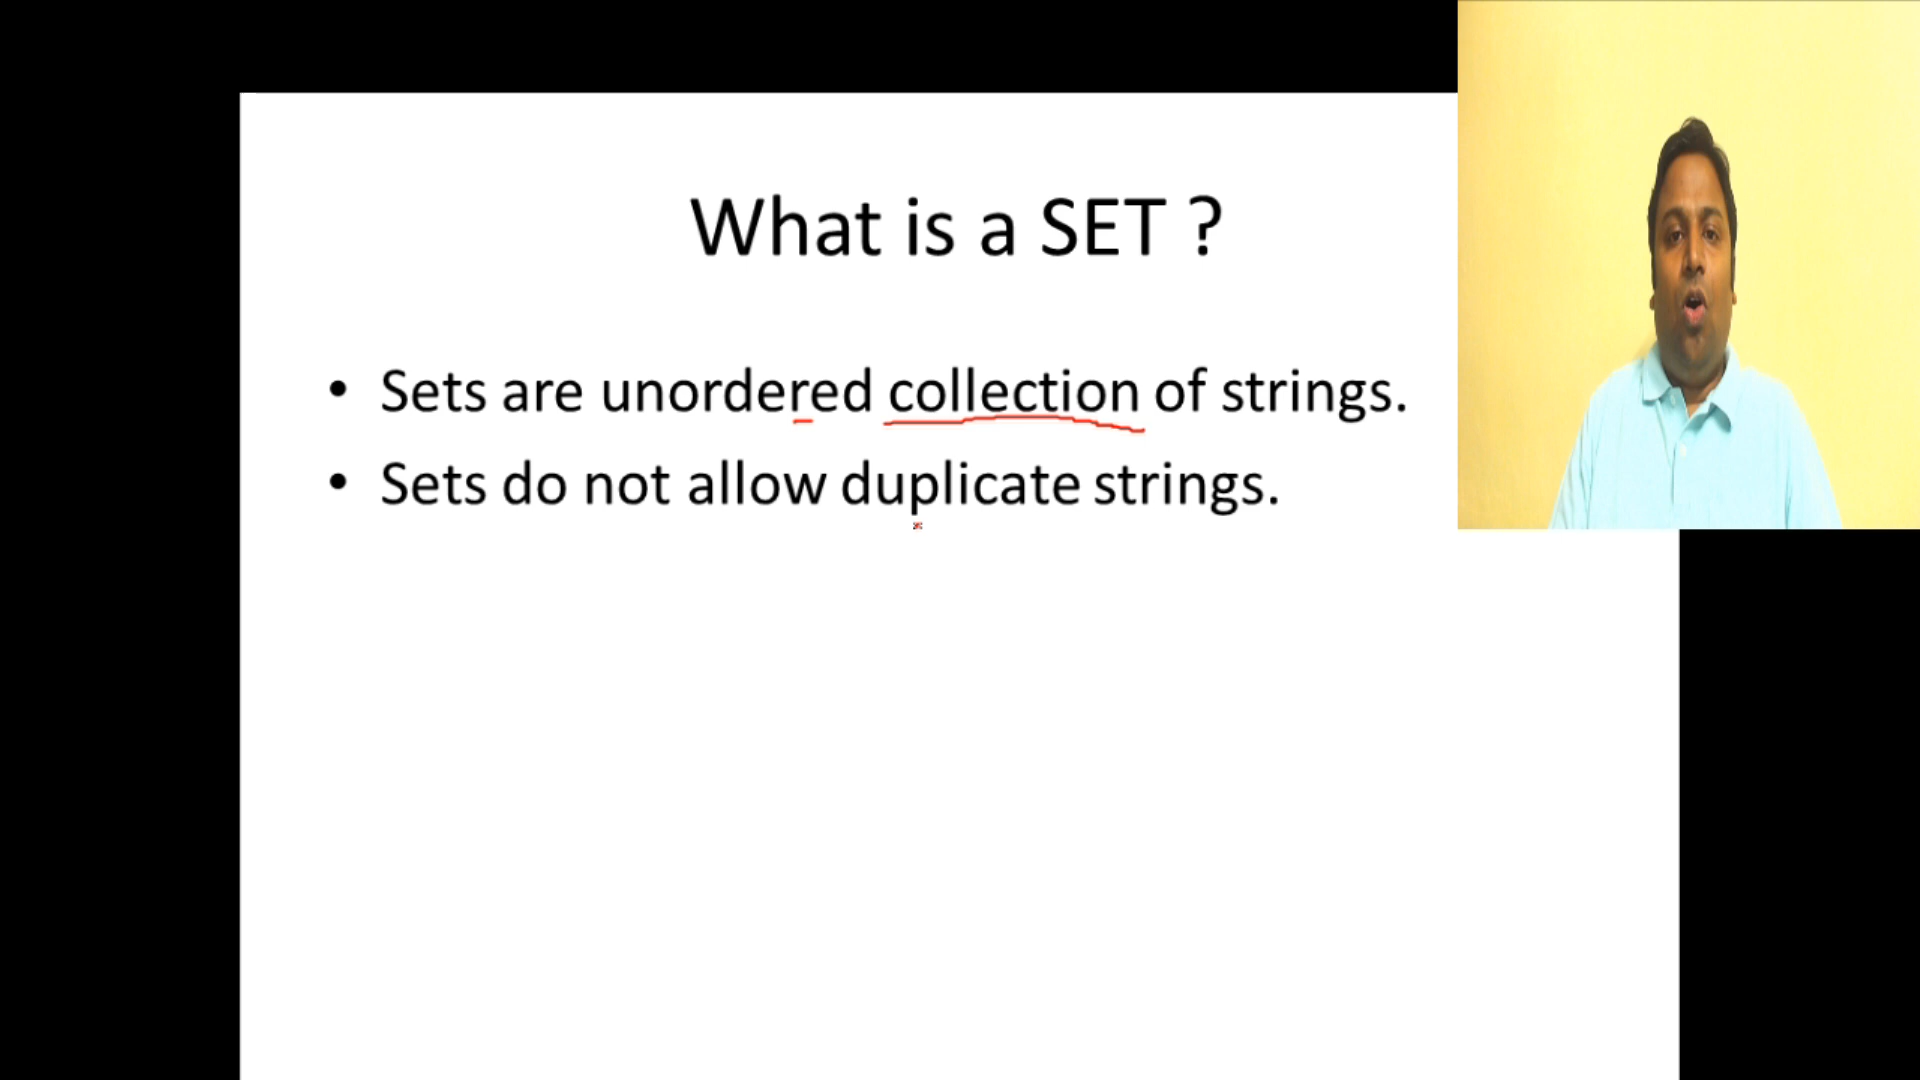 What is a SET ?
• Sets are unordered collection of strings.
• Sets do not allow duplicate strings.